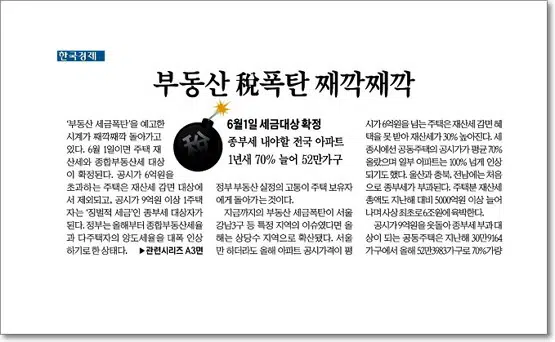 한국경제
부동산 稅폭탄 째깍째깍
‘부동산 세금폭탄’을 예고한
시계가 째깍째깍 돌아가고
있다. 6월 1일이면 주택 재
산세와 종합부동산세 대상
이 확정된다. 공시가 6억원을
초과하는 주택은 재산세 감면 대상에
서 제외되고, 공시가 9억원 이상 1주택
자는 ‘징벌적 세금’인 종부세 대상자가
된다. 정부는 올해부터 종합부동산세율
과 다주택자의 양도세율을 대폭 인상
하기로 한 상태다. ▶관련시리즈 A3면
稅
6월1일 세금대상 확정
종부세 내야할 전국 아파트
1년새 70% 늘어 52만가구
정부 부동산 실정의 고통이 주택 보유자
에게 돌아가는 것이다.
지금까지의 부동산 세금폭탄이 서울
강남3구 등 특정 지역의 이슈였다면 올
해는 상당수 지역으로 확산됐다. 서울
만 하더라도 올해 아파트 공시가격이 평
시가 6억원을 넘는 주택은 재산세 감면 혜
택을 못 받아 재산세가 30% 높아진다. 세
종시에선 공동주택의 공시가가 평균 70%
올랐으며 일부 아파트는 100% 넘게 인상
되기도 했다. 울산과 충북, 전남에는 처음
으로 종부세가 부과된다. 주택분 재산세
총액도 지난해 대비 5000억원 이상 늘어
나며 사상 최초로 6조원에 육박한다.
공시가 9억원을 웃돌아 종부세 부과 대
상이 되는 공동주택은 지난해 30만9164
가구에서 올해 52만3983가구로 70%가량